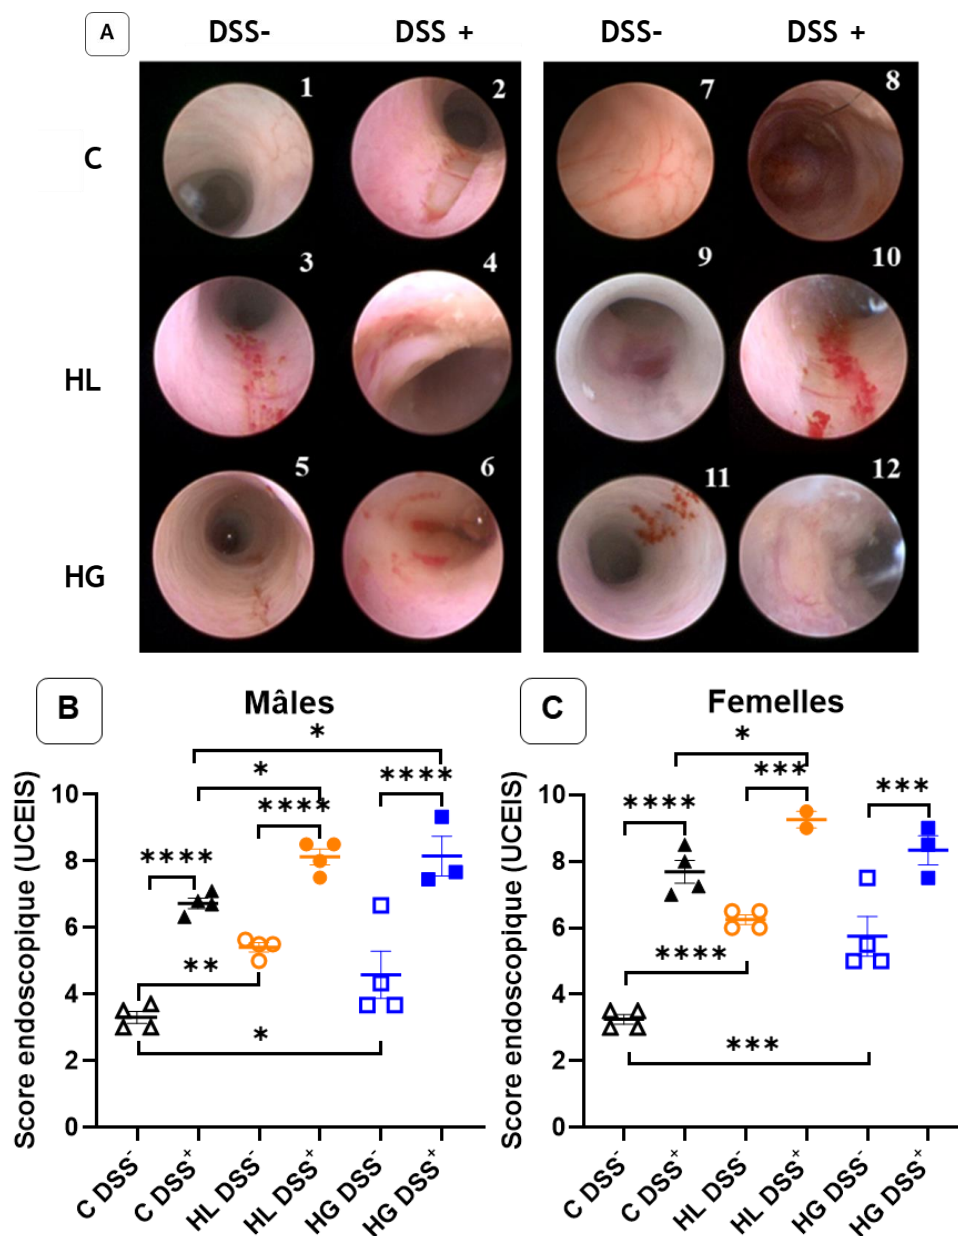 A
DSS-
DSS +
DSS-
DSS +
1
2
7
8
C
3
4
9
10
HL
5
6
11
12
HG
B
Mâles
Score endoscopique (UCEIS)
10
8
6
4
2
0
*
*
****
****
****
**
*
C DSS-
C DSS+
HL DSS-
HL DSS+
HG DSS-
HG DSS+
C
Femelles
Score endoscopique (UCEIS)
10
8
6
4
2
0
*
***
***
****
****
***
C DSS-
C DSS+
HL DSS-
HL DSS+
HG DSS-
HG DSS+